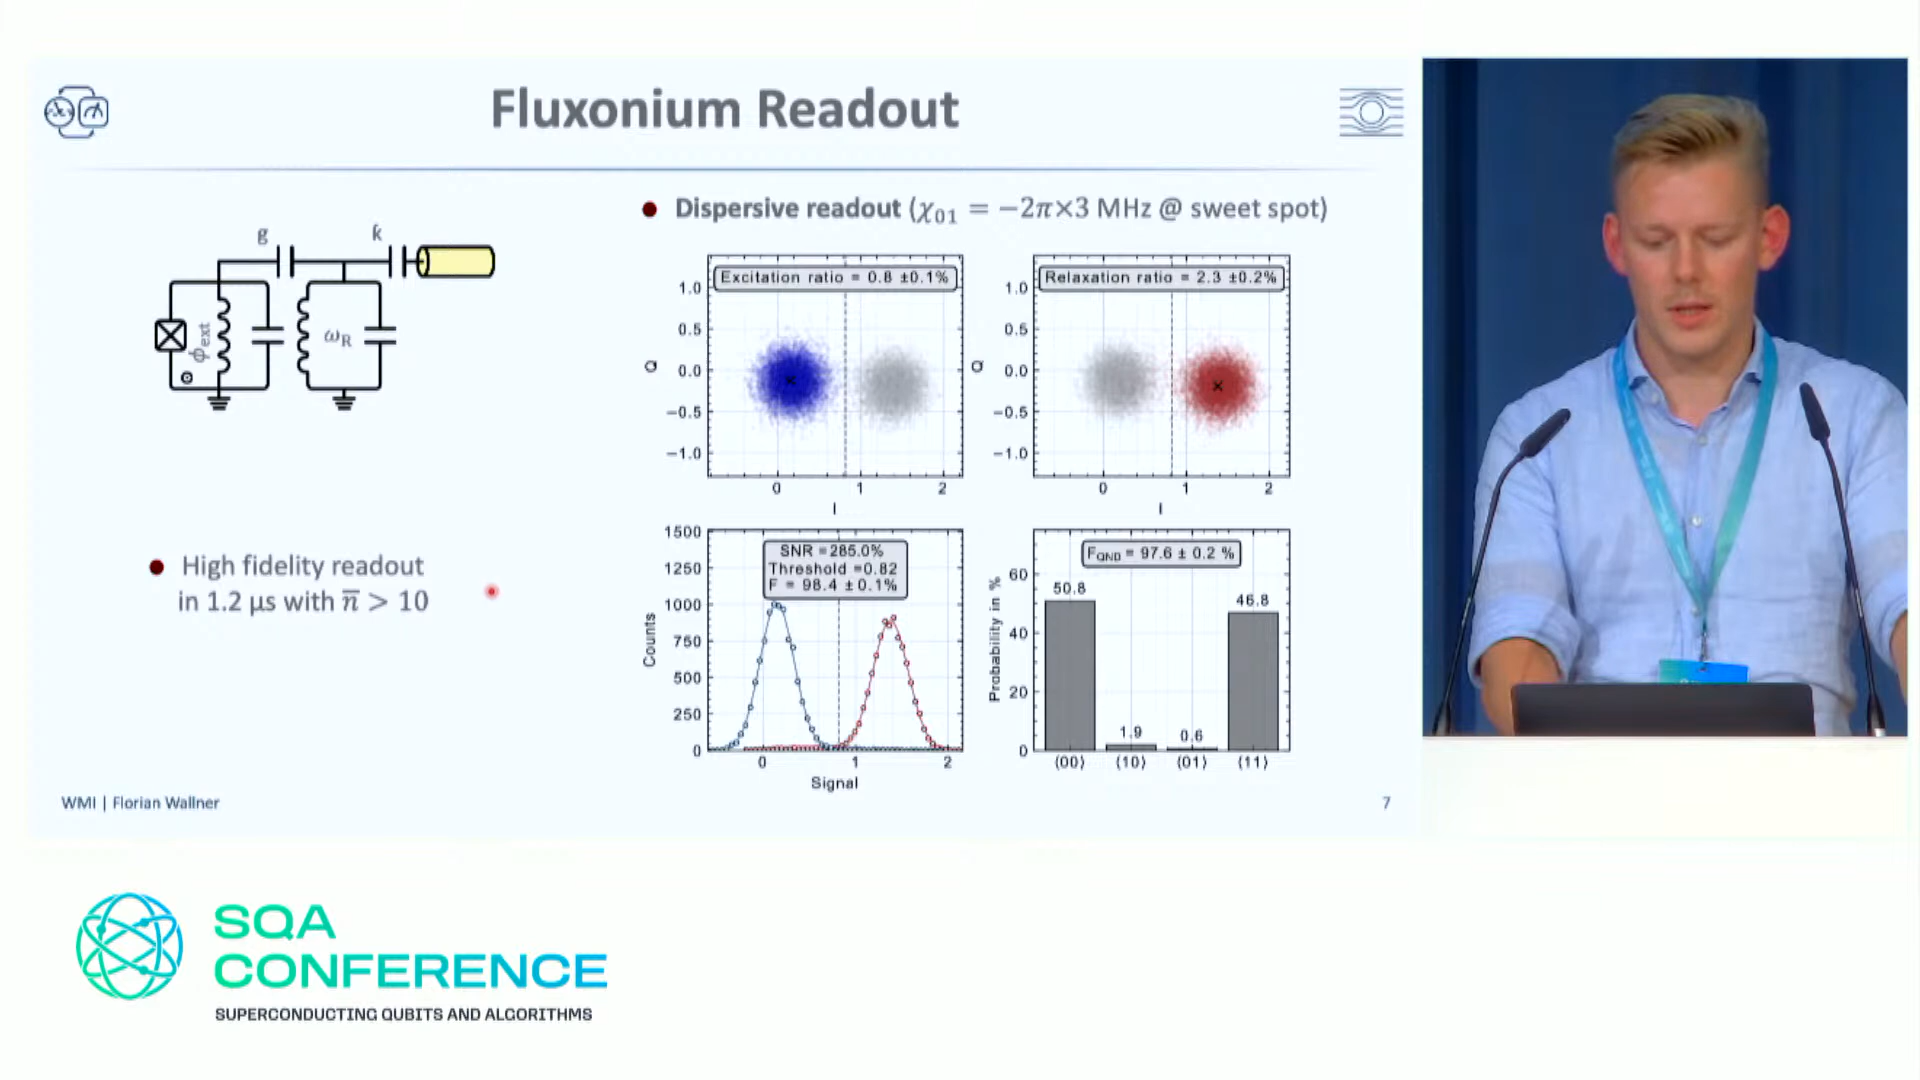 Fluxonium Readout
g
k
ϕext
ωR
High fidelity readout
in 1.2 µs with n̅ > 10
Dispersive readout (χ01 = −2π×3 MHz @ sweet spot)
Excitation ratio = 0.8 ±0.1%
Q
1.0
0.5
0.0
−0.5
−1.0
0 1 2
I
Relaxation ratio = 2.3 ±0.2%
Q
1.0
0.5
0.0
−0.5
−1.0
0 1 2
I
SNR =285.0%
Threshold =0.82
F = 98.4 ±0.1%
Counts
1500
1250
1000
750
500
250
0
0 1 2
Signal
FQND = 97.6 ± 0.2 %
Probability in %
60
40
20
0
50.8
1.9
0.6
46.8
⟨00⟩ ⟨10⟩ ⟨01⟩ ⟨11⟩
WMI | Florian Wallner
7
SQA
CONFERENCE
SUPERCONDUCTING QUBITS AND ALGORITHMS